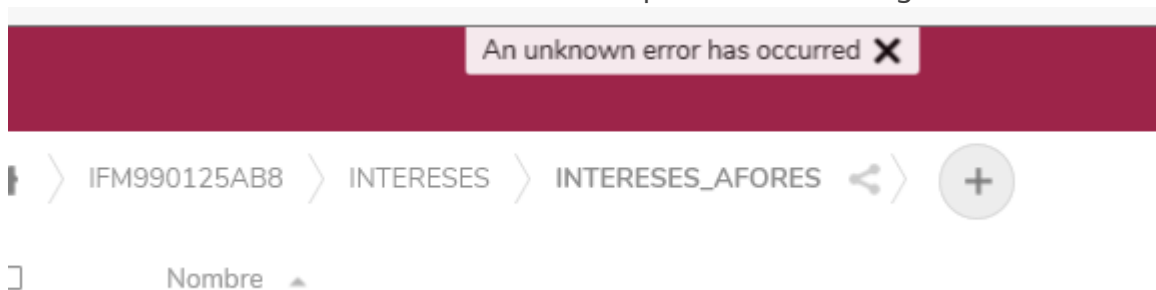 An unknown error has occurred
IFM990125AB8 INTERESES INTERESES_AFORES
Nombre